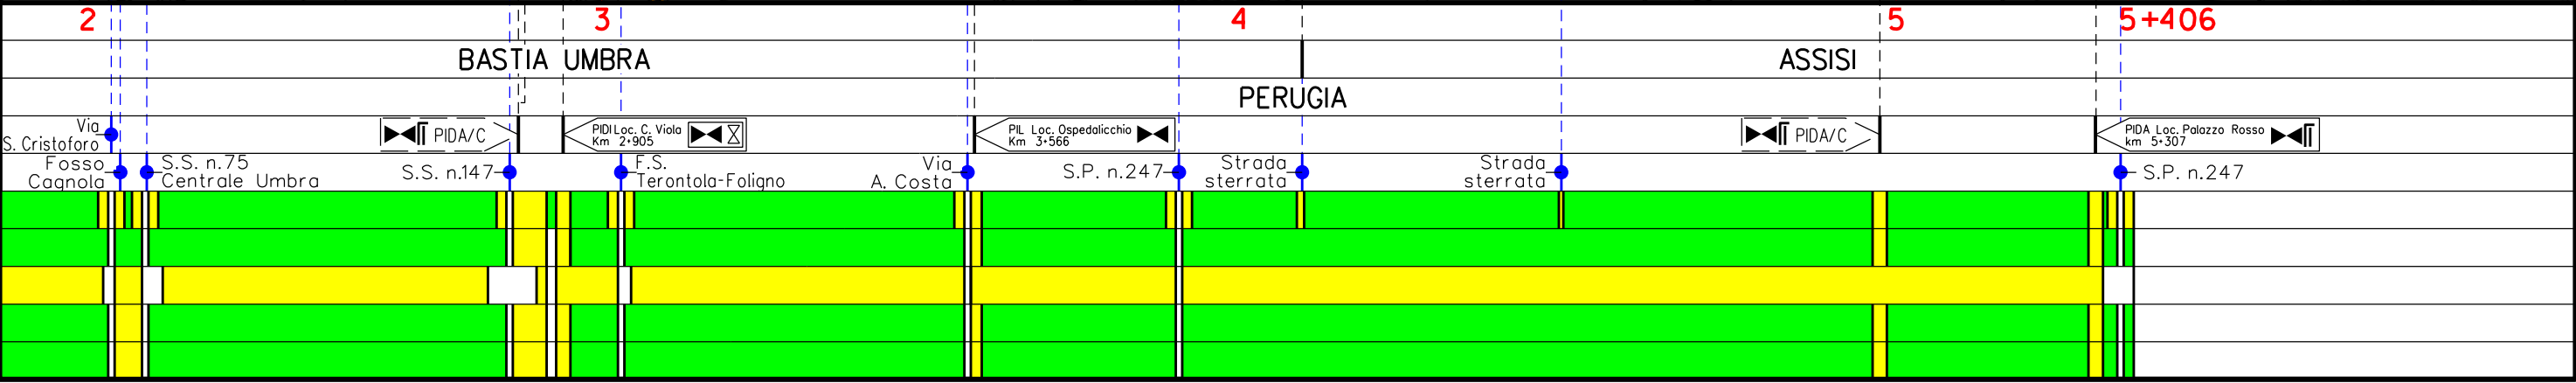 2 3 4 5 5+406
BASTIA UMBRA ASSISI
PERUGIA
Via
S. Cristoforo
PIDA/C
PIDI Loc. C. Viola
Km 2+905
PIL Loc. Ospedalicchio
Km 3+566
PIDA/C
PIDA Loc. Palazzo Rosso
km 5+307
Fosso
Cagnola
S.S. n.75
Centrale Umbra
S.S. n.147
F.S.
Terontola-Foligno
Via
A. Costa
S.P. n.247
Strada
sterrata
Strada
sterrata
S.P. n.247